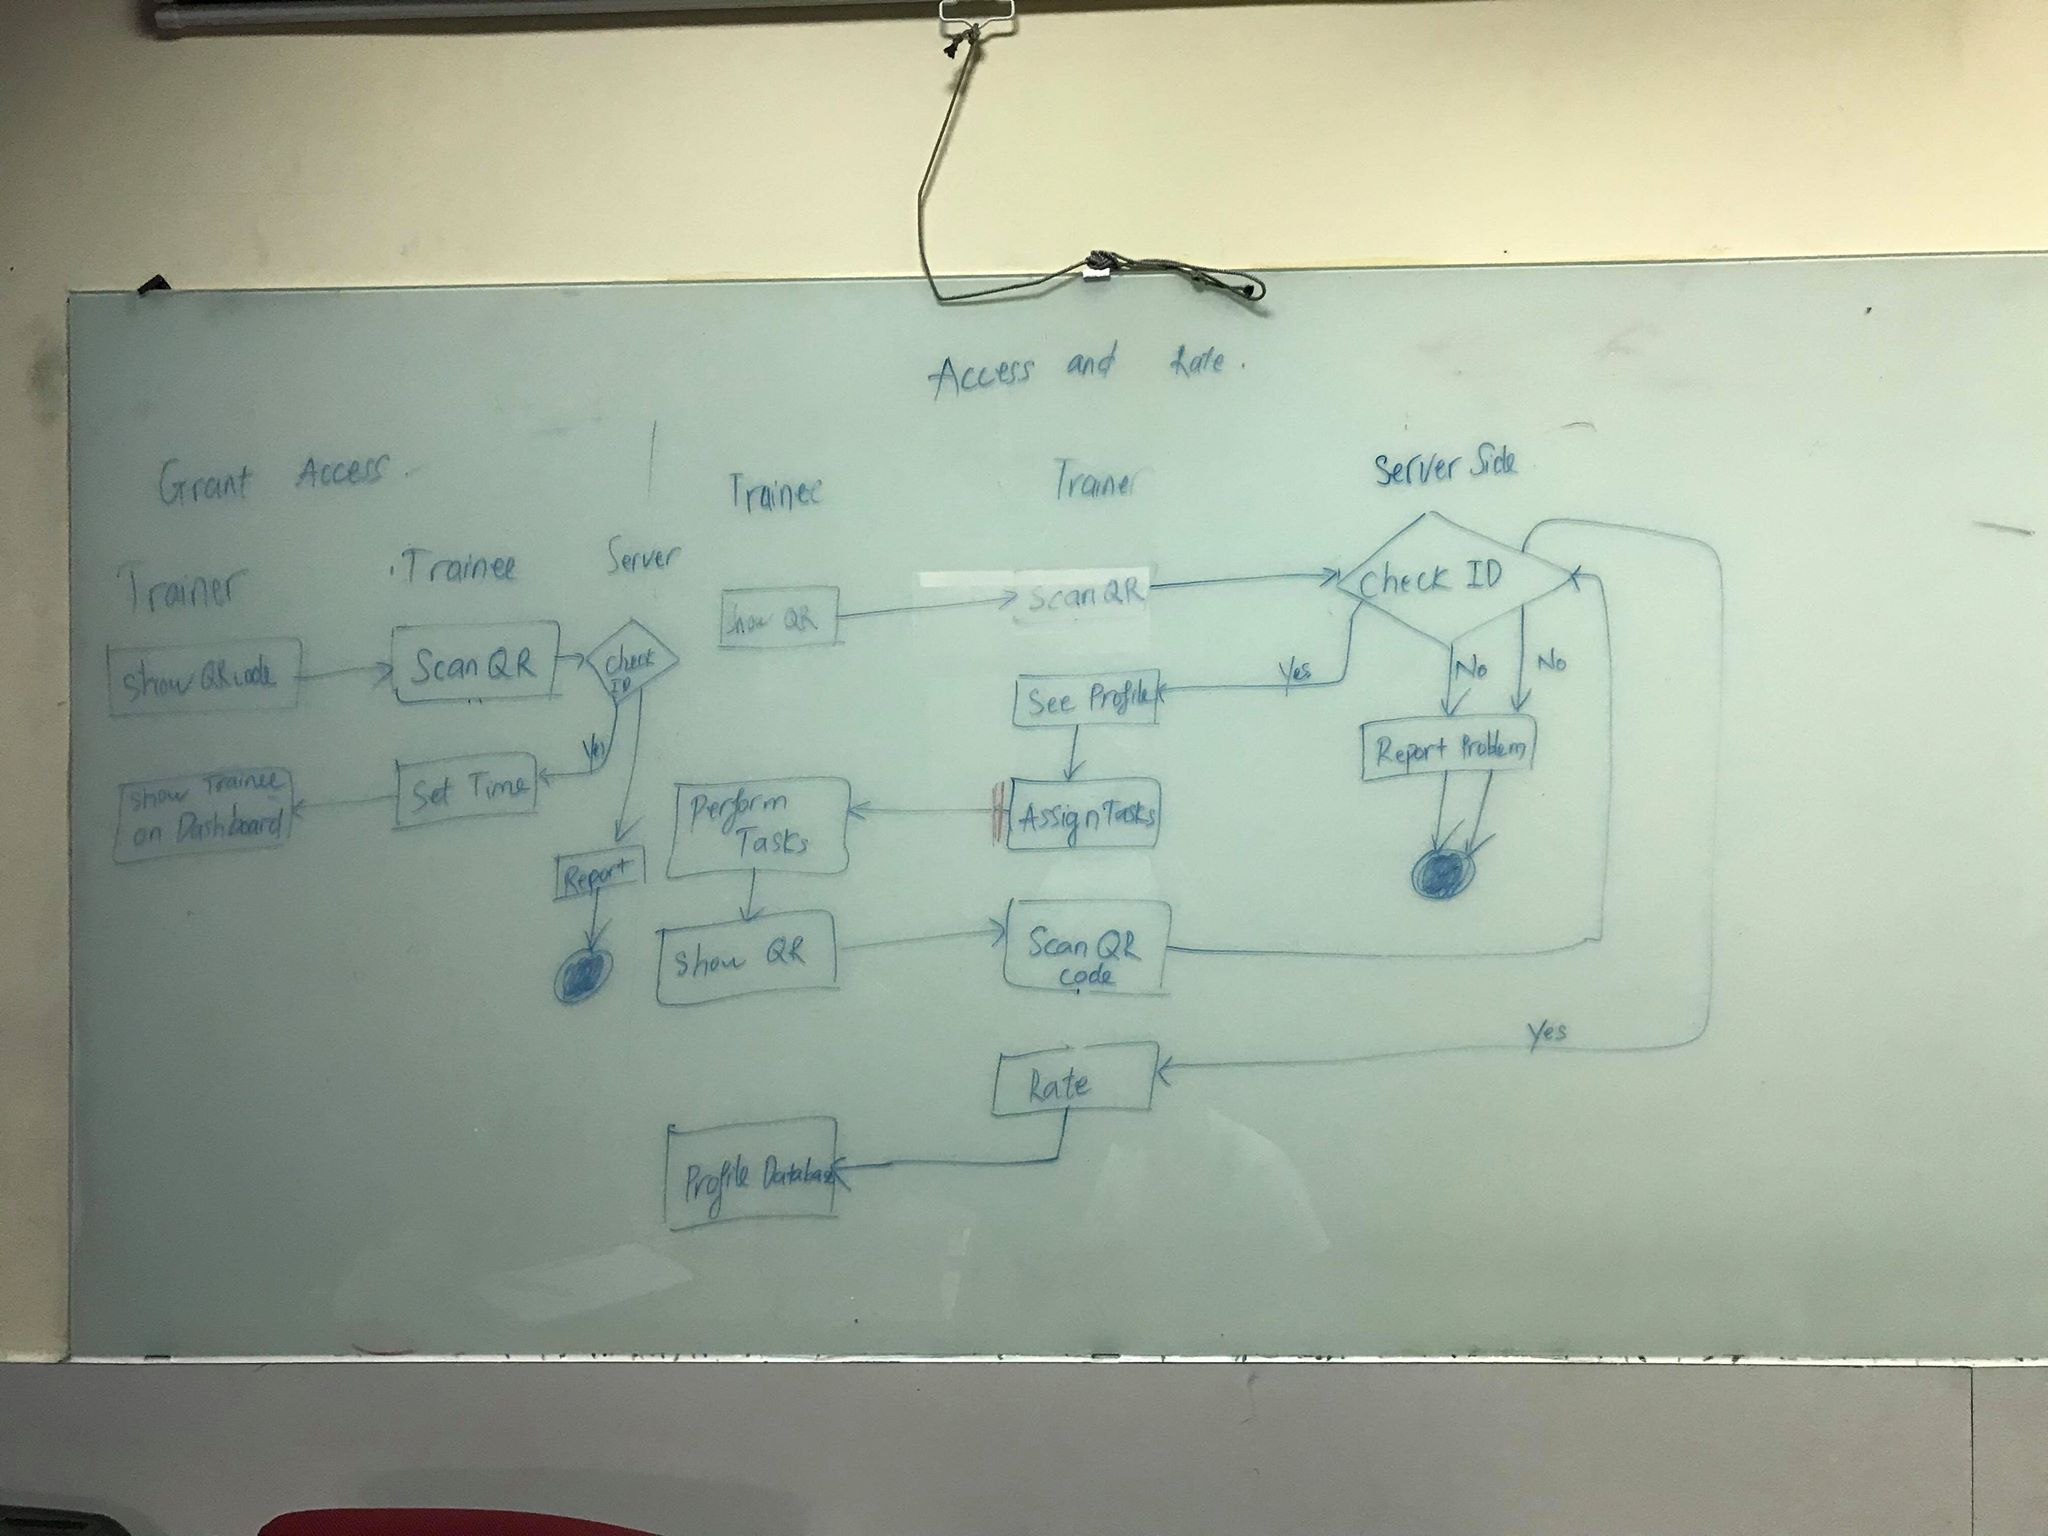 Access and Rate.
Grant Access.
Trainer
Trainee
Server
Show QR code
Scan QR
Check
ID
Yes
Set Time
Show Trainee
on Dashboard
Report
Trainee
Trainer
Server Side
Show QR
Scan QR
Check ID
Yes
No
No
See Profile
Report Problem
Assign Tasks
Perform
Tasks
Show QR
Scan QR
code
Yes
Rate
Profile Database